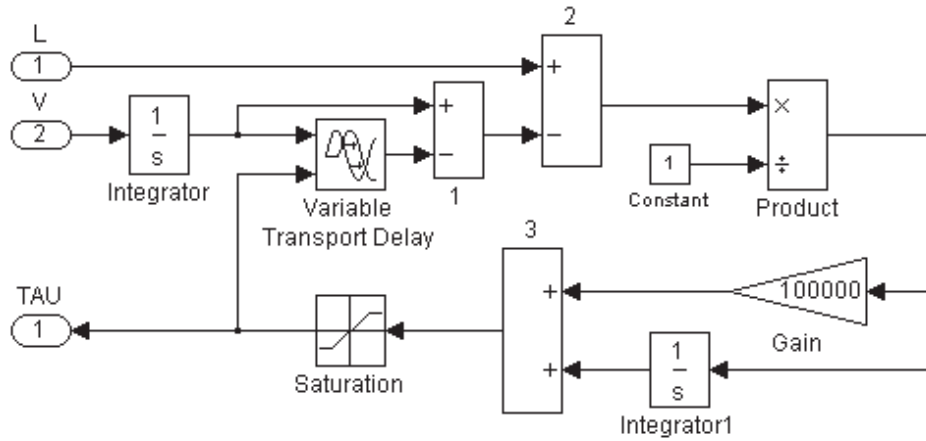 L
1
V
2
1
s
Integrator
Variable
Transport Delay
+
−
1
2
+
−
1
Constant
×
÷
Product
3
+
+
100000
Gain
1
s
Integrator1
Saturation
TAU
1